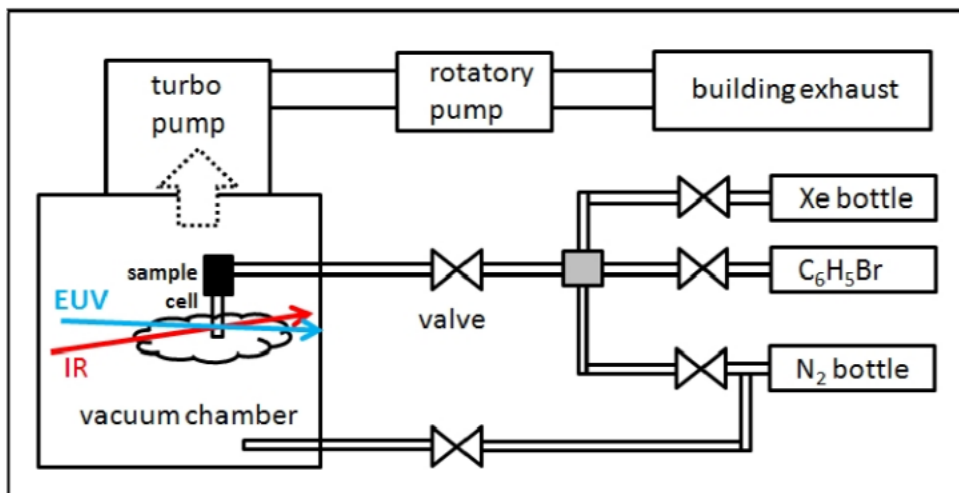 turbo
pump
rotatory
pump
building exhaust
Xe bottle
sample
cell
C₆H₅Br
EUV
valve
IR
N₂ bottle
vacuum chamber